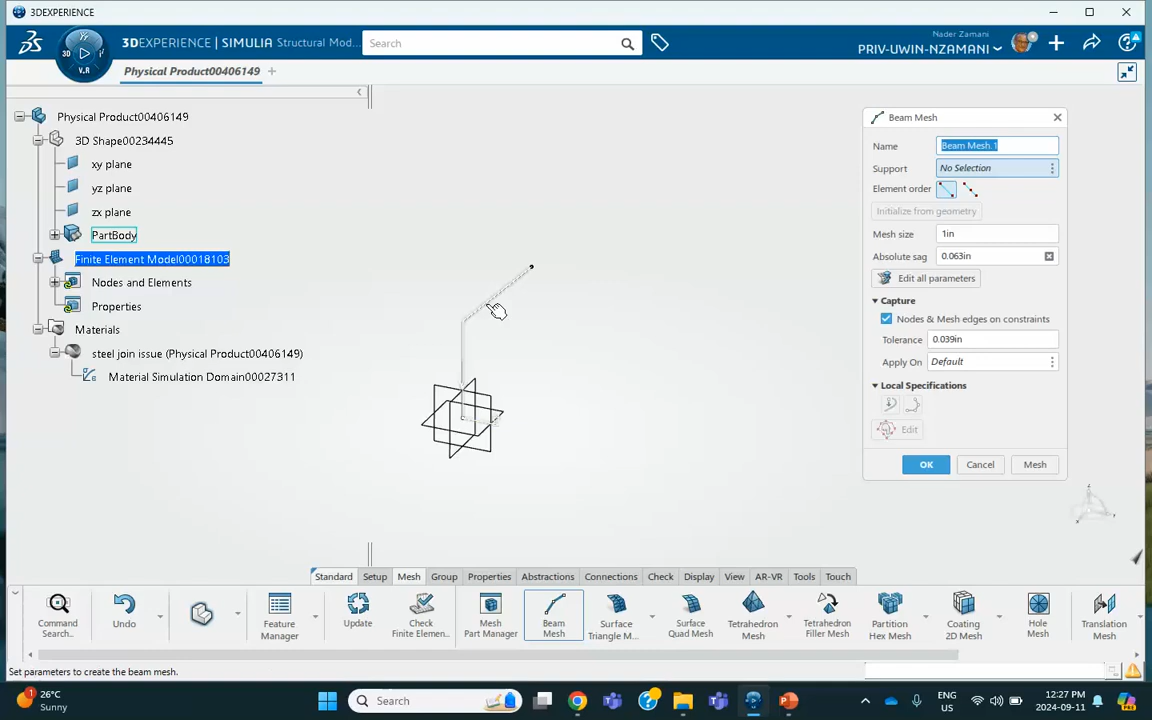 3DEXPERIENCE
3DEXPERIENCE | SIMULIA Structural Mod...
Search
Nader Zamani
PRIV-UWIN-NZAMANI
3D
V.R
Physical Product00406149
Physical Product00406149
3D Shape00234445
xy plane
yz plane
zx plane
PartBody
Finite Element Model00018103
Nodes and Elements
Properties
Materials
steel join issue (Physical Product00406149)
Material Simulation Domain00027311
Beam Mesh
Name
Beam Mesh.1
Support
No Selection
Element order
Initialize from geometry
Mesh size
1in
Absolute sag
0.063in
Edit all parameters
Capture
Nodes & Mesh edges on constraints
Tolerance
0.039in
Apply On
Default
Local Specifications
Edit
OK
Cancel
Mesh
Standard
Setup
Mesh
Group
Properties
Abstractions
Connections
Check
Display
View
AR-VR
Tools
Touch
Command Search...
Undo
Feature Manager
Update
Check Finite Elemen...
Mesh Part Manager
Beam Mesh
Surface Triangle M...
Surface Quad Mesh
Tetrahedron Mesh
Tetrahedron Filler Mesh
Partition Hex Mesh
Coating 2D Mesh
Hole Mesh
Translation Mesh
Set parameters to create the beam mesh.
26°C
Sunny
1
Search
ENG
US
12:27 PM
2024-09-11